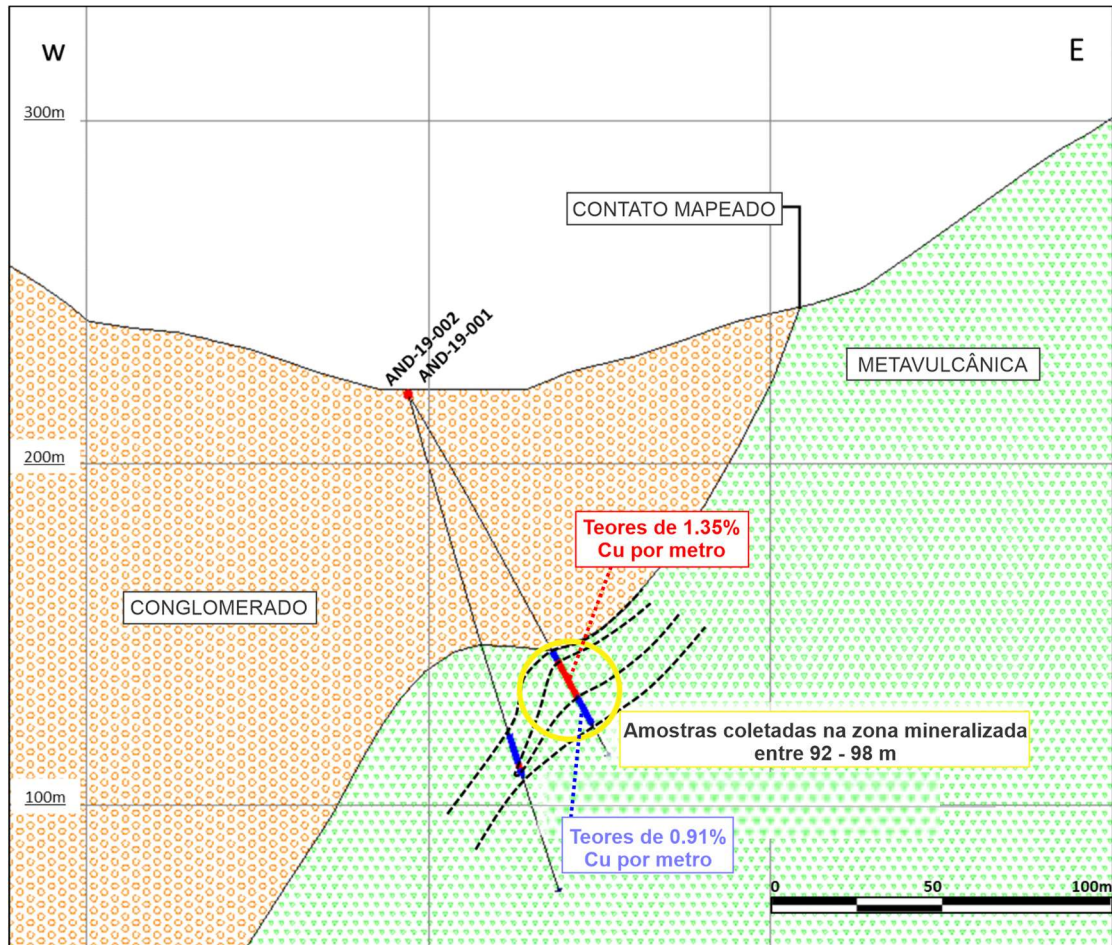 W
E
300m
CONTATO MAPEADO
AND-19-002
AND-19-001
METAVULCÂNICA
200m
Teores de 1.35%
Cu por metro
CONGLOMERADO
Amostras coletadas na zona mineralizada
entre 92 - 98 m
100m
Teores de 0.91%
Cu por metro
0 50 100m